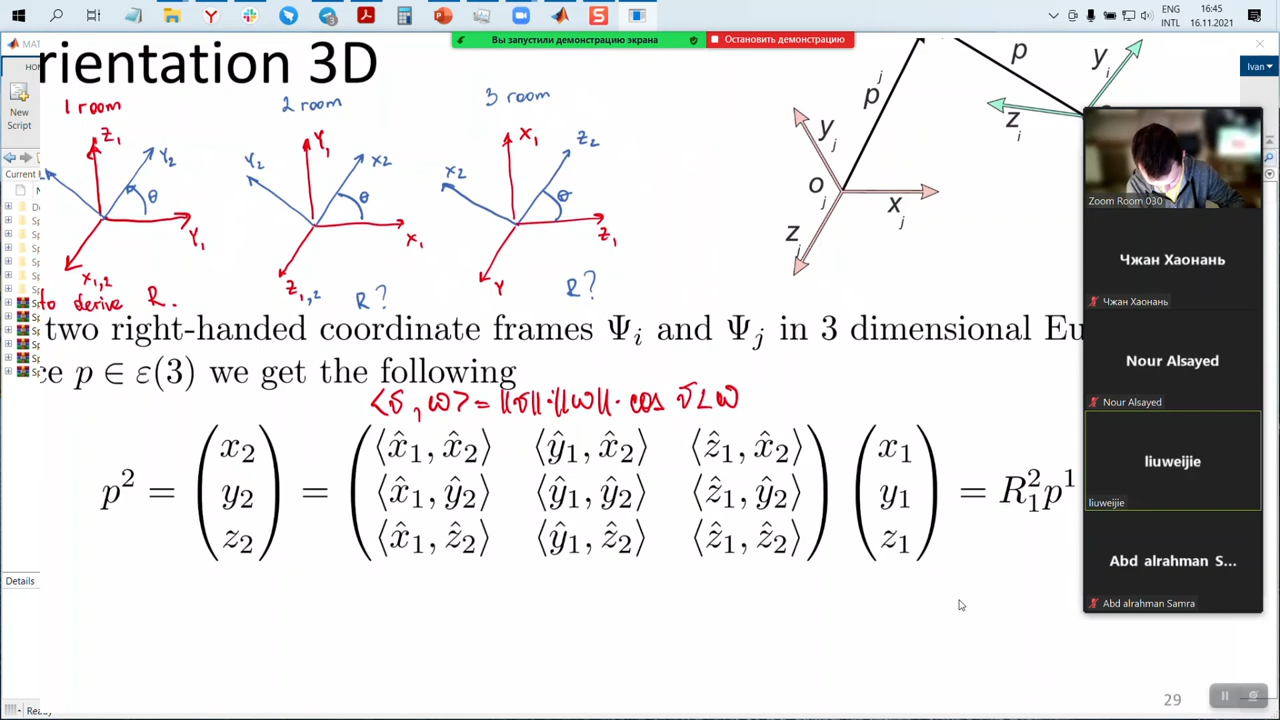 ENG
16:45
INTL
16.11.2021
MAT
Вы запустили демонстрацию экрана
Остановить демонстрацию
Ivan
HO
rientation 3D
New
Script
Current
1 room
2 room
3 room
Z₁
Y₂
θ
Y₁
X₁,₂
Y₁
Y₂
X₂
θ
X₁
Z₁,₂
R?
X₁
X₂
Z₂
θ
Z₁
Y
R?
to derive R.
p
y i
z i
p j
y j
o j
x j
z j
two right-handed coordinate frames Ψᵢ and Ψⱼ in 3 dimensional Eu
ce p ∈ ε(3) we get the following
⟨v, ω⟩ = ||v||·||ω||· cos v∠ω
p² = (x₂ y₂ z₂) = (⟨x̂₁, x̂₂⟩ ⟨ŷ₁, x̂₂⟩ ⟨ẑ₁, x̂₂⟩
⟨x̂₁, ŷ₂⟩ ⟨ŷ₁, ŷ₂⟩ ⟨ẑ₁, ŷ₂⟩
⟨x̂₁, ẑ₂⟩ ⟨ŷ₁, ẑ₂⟩ ⟨ẑ₁, ẑ₂⟩) (x₁ y₁ z₁) = R₁²p¹
Zoom Room 030
Чжан Хаонань
Чжан Хаонань
Nour Alsayed
Nour Alsayed
liuweijie
liuweijie
Abd alrahman S...
Abd alrahman Samra
Details
Ready
29